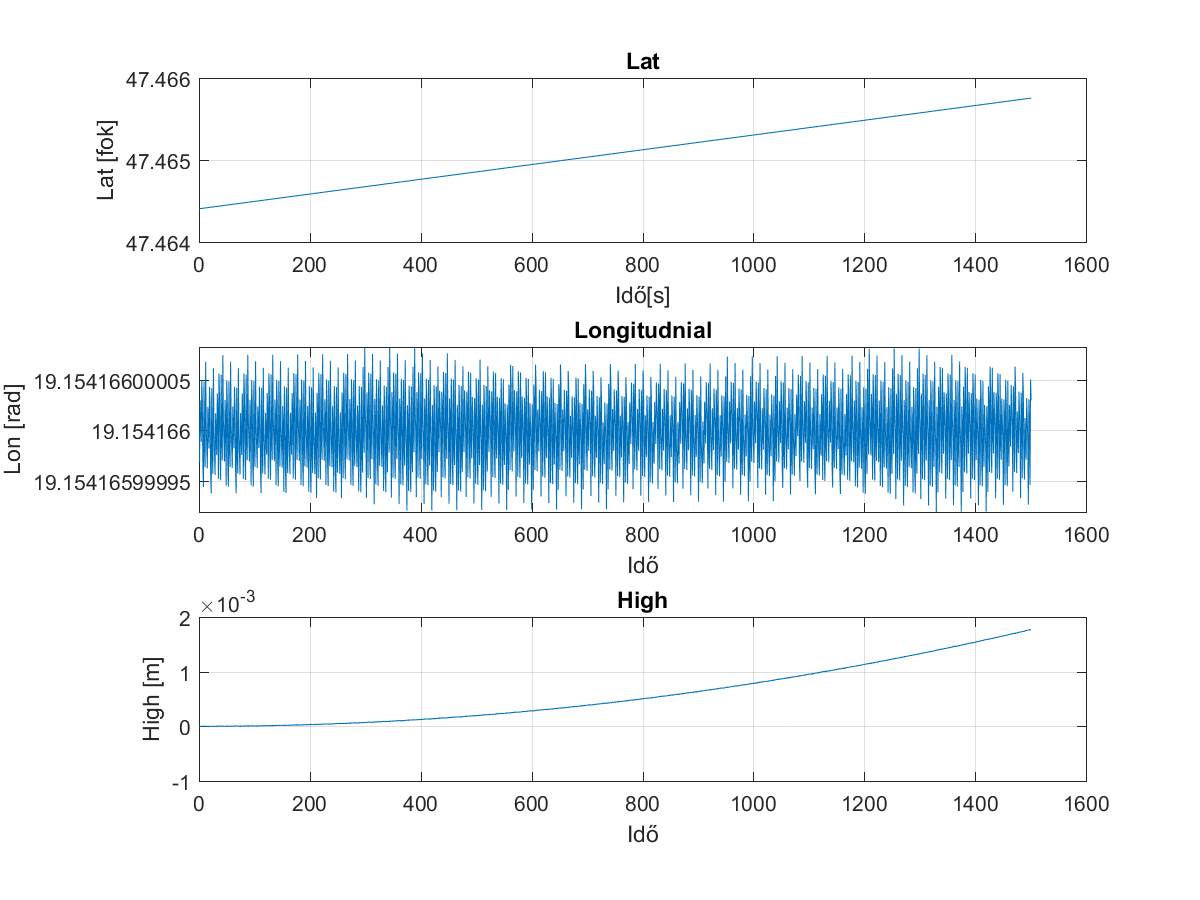 Lat
47.466
47.465
47.464
Lat [fok]
0 200 400 600 800 1000 1200 1400 1600
Idő[s]
Longitudnial
19.15416600005
19.154166
19.15416599995
Lon [rad]
0 200 400 600 800 1000 1200 1400 1600
Idő
High
×10-3
2
1
0
-1
High [m]
0 200 400 600 800 1000 1200 1400 1600
Idő